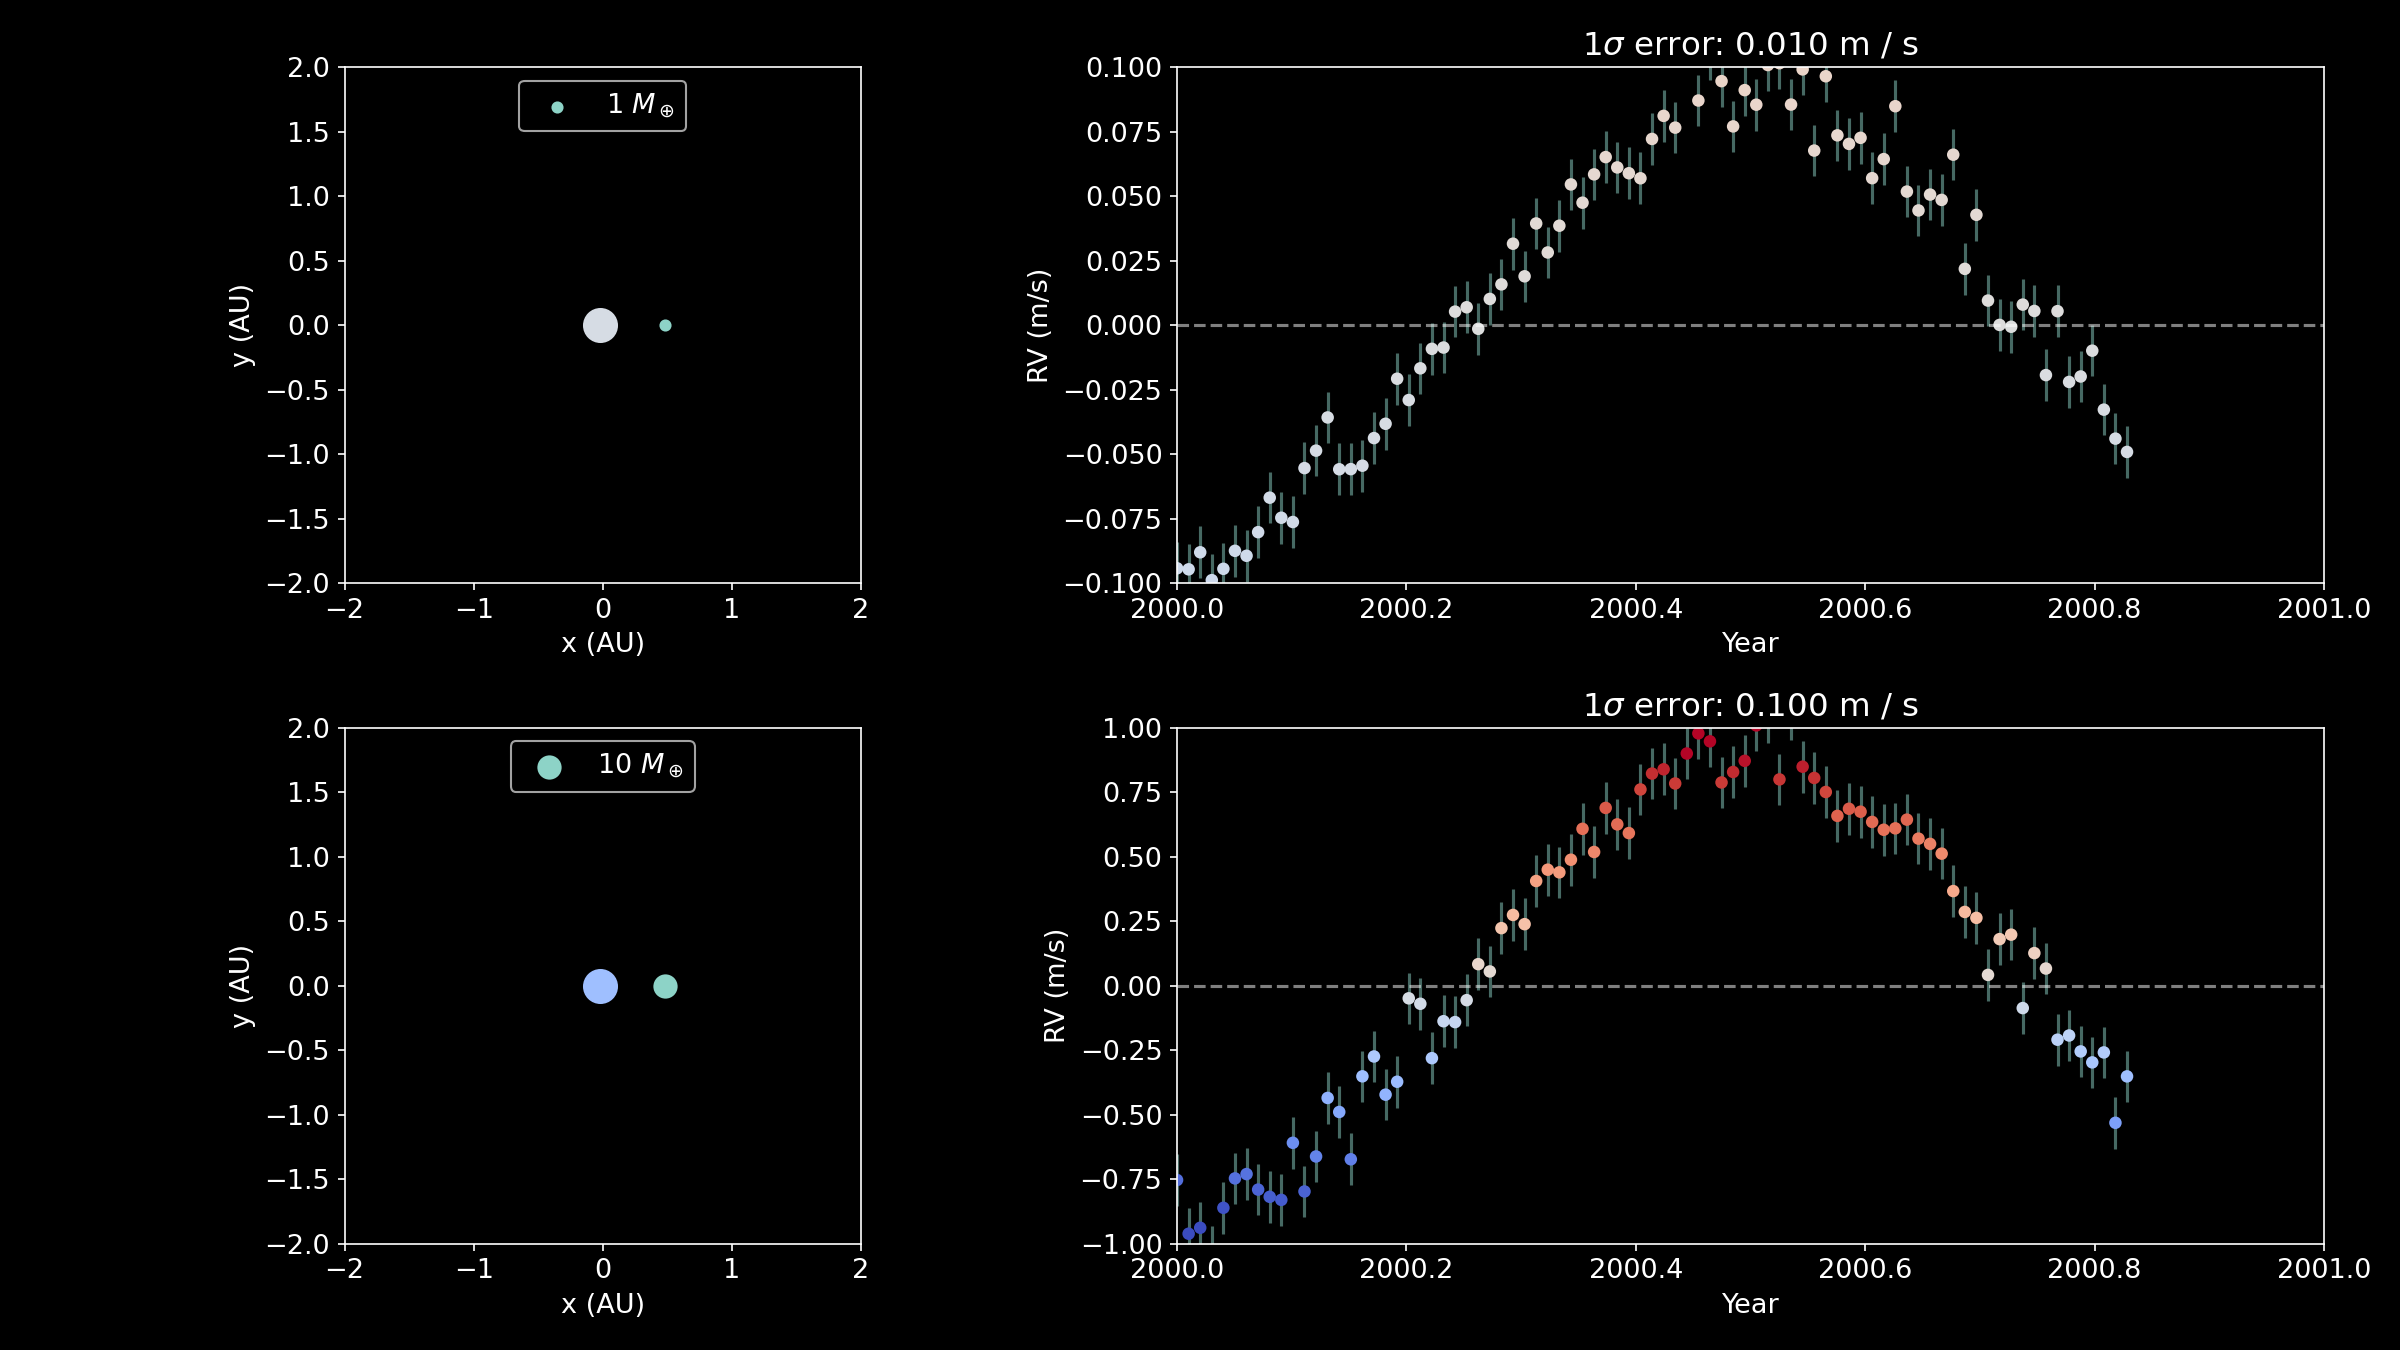 2.0
1.5
1.0
0.5
0.0
−0.5
−1.0
−1.5
−2.0
y (AU)
1 M⊕
−2 −1 0 1 2
x (AU)
1σ error: 0.010 m / s
0.100
0.075
0.050
0.025
0.000
−0.025
−0.050
−0.075
−0.100
RV (m/s)
2000.0 2000.2 2000.4 2000.6 2000.8 2001.0
Year
2.0
1.5
1.0
0.5
0.0
−0.5
−1.0
−1.5
−2.0
y (AU)
10 M⊕
−2 −1 0 1 2
x (AU)
1σ error: 0.100 m / s
1.00
0.75
0.50
0.25
0.00
−0.25
−0.50
−0.75
−1.00
RV (m/s)
2000.0 2000.2 2000.4 2000.6 2000.8 2001.0
Year